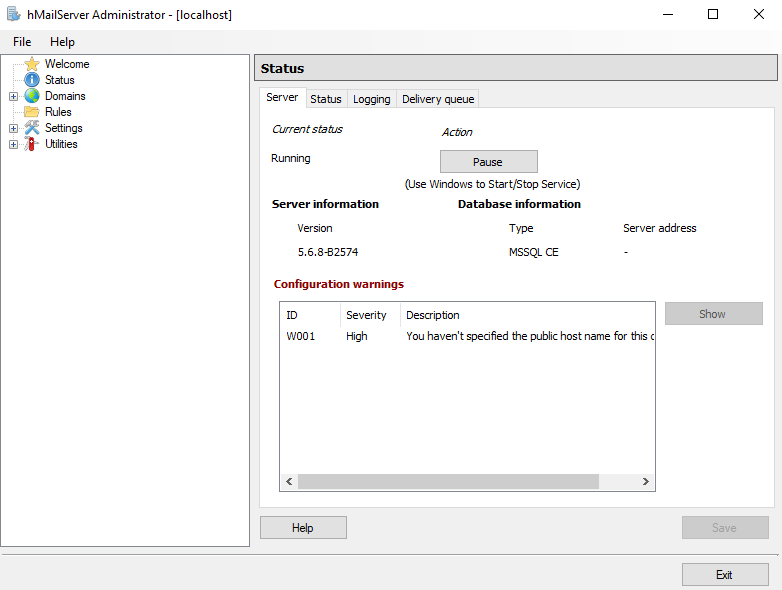 hMailServer Administrator - [localhost]
File Help
Welcome
Status
Domains
Rules
Settings
Utilities
Status
Server Status Logging Delivery queue
Current status Action
Running Pause
(Use Windows to Start/Stop Service)
Server information Database information
Version Type Server address
5.6.8-B2574 MSSQL CE -
Configuration warnings
ID Severity Description Show
W001 High You haven't specified the public host name for this
Help Save
Exit